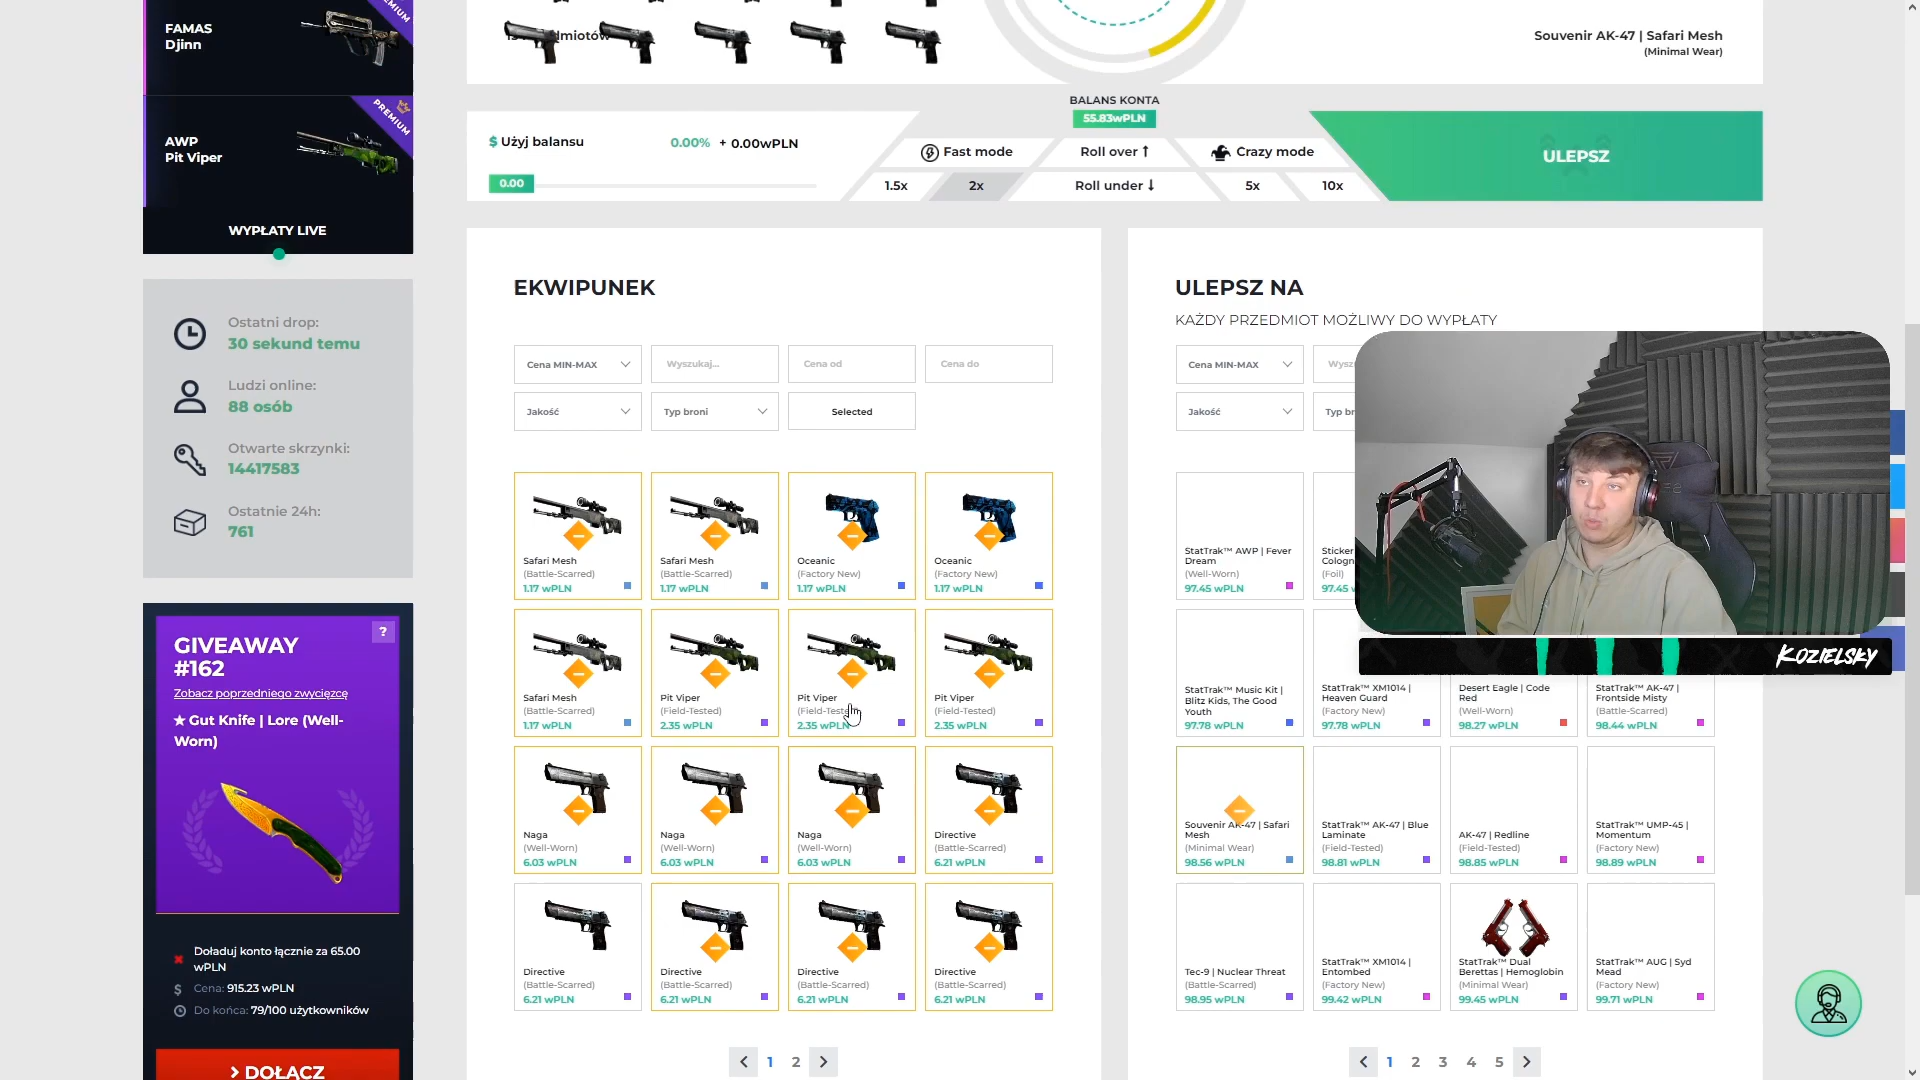 FAMAS
Djinn
PREMIUM
AWP
Pit Viper
WYPŁATY LIVE
Ostatni drop:
30 sekund temu
Ludzi online:
88 osób
Otwarte skrzynki:
14417583
Ostatnie 24h:
761
GIVEAWAY
#162
?
Zobacz poprzedniego zwycięzcę
★ Gut Knife | Lore (Well-
Worn)
Doładuj konto łącznie za 65.00
wPLN
Cena: 915.23 wPLN
Do końca: 79/100 użytkowników
DOŁĄCZ
Souvenir AK-47 | Safari Mesh
(Minimal Wear)
BALANS KONTA
55.83wPLN
$ Użyj balansu
0.00% + 0.00wPLN
0.00
Fast mode
Roll over ↑
Crazy mode
1.5x
2x
Roll under ↓
5x
10x
ULEPSZ
EKWIPUNEK
Cena MIN-MAX
Wyszukaj...
Cena od
Cena do
Jakość
Typ broni
Selected
Safari Mesh
(Battle-Scarred)
1.17 wPLN
Safari Mesh
(Battle-Scarred)
1.17 wPLN
Oceanic
(Factory New)
1.17 wPLN
Oceanic
(Factory New)
1.17 wPLN
Safari Mesh
(Battle-Scarred)
1.17 wPLN
Pit Viper
(Field-Tested)
2.35 wPLN
Pit Viper
2.35 wPLN
Pit Viper
(Field-Tested)
2.35 wPLN
Naga
(Well-Worn)
6.03 wPLN
Naga
(Well-Worn)
6.03 wPLN
Naga
(Well-Worn)
6.03 wPLN
Directive
(Battle-Scarred)
6.21 wPLN
Directive
(Battle-Scarred)
6.21 wPLN
Directive
(Battle-Scarred)
6.21 wPLN
Directive
(Battle-Scarred)
6.21 wPLN
Directive
(Battle-Scarred)
6.21 wPLN
1 2
ULEPSZ NA
KAŻDY PRZEDMIOT MOŻLIWY DO WYPŁATY
Cena MIN-MAX
Jakość
StatTrak™ AWP | Fever
Dream
(Well-Worn)
97.45 wPLN
Sticker
(Foil)
97.45
StatTrak™ Music Kit |
Blitz Kids, The Good
Youth
97.78 wPLN
StatTrak™ XM1014 |
Heaven Guard
(Factory New)
97.78 wPLN
Desert Eagle | Code
Red
(Well-Worn)
98.27 wPLN
StatTrak™ AK-47 |
Frontside Misty
(Battle-Scarred)
98.44 wPLN
Souvenir AK-47 | Safari
Mesh
(Minimal Wear)
98.56 wPLN
StatTrak™ AK-47 | Blue
Laminate
(Field-Tested)
98.81 wPLN
AK-47 | Redline
(Field-Tested)
98.85 wPLN
StatTrak™ UMP-45 |
Momentum
(Factory New)
98.89 wPLN
Tec-9 | Nuclear Threat
(Battle-Scarred)
98.95 wPLN
StatTrak™ XM1014 |
Entombed
(Factory New)
99.42 wPLN
StatTrak™ Dual
Berettas | Hemoglobin
(Minimal Wear)
99.45 wPLN
StatTrak™ AUG | Syd
Mead
(Factory New)
99.71 wPLN
1 2 3 4 5
KOZIELSKY